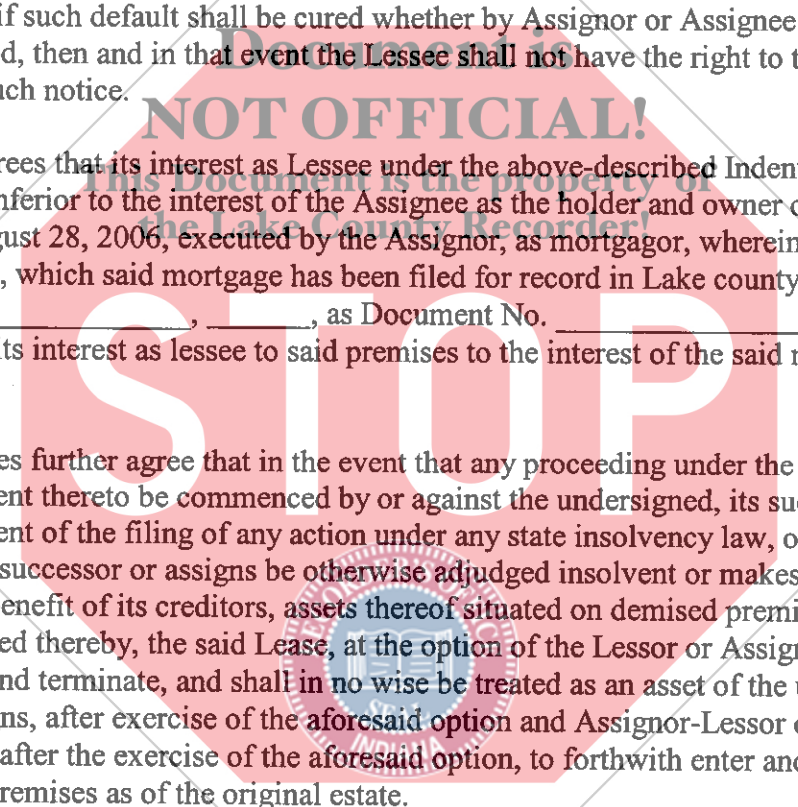 if such default shall be cured whether by Assignor or Assignee
d, then and in that event the Lessee shall not have the right to t
uch notice.
Document is
NOT OFFICIAL!
This Document is the property of
the Lake County Recorder!
rees that its interest as Lessee under the above-described Inden
nferior to the interest of the Assignee as the holder and owner o
gust 28, 2006, executed by the Assignor, as mortgagor, wherein
, which said mortgage has been filed for record in Lake county
____________, ________, as Document No. ____________
its interest as lessee to said premises to the interest of the said r
STOP
es further agree that in the event that any proceeding under the
ent thereto be commenced by or against the undersigned, its su
ent of the filing of any action under any state insolvency law, o
successor or assigns be otherwise adjudged insolvent or makes
enefit of its creditors, assets thereof situated on demised premi
ed thereby, the said Lease, at the option of the Lessor or Assign
nd terminate, and shall in no wise be treated as an asset of the u
ns, after exercise of the aforesaid option and Assignor-Lessor
after the exercise of the aforesaid option, to forthwith enter and
remises as of the original estate.
SEAL
INDIANA